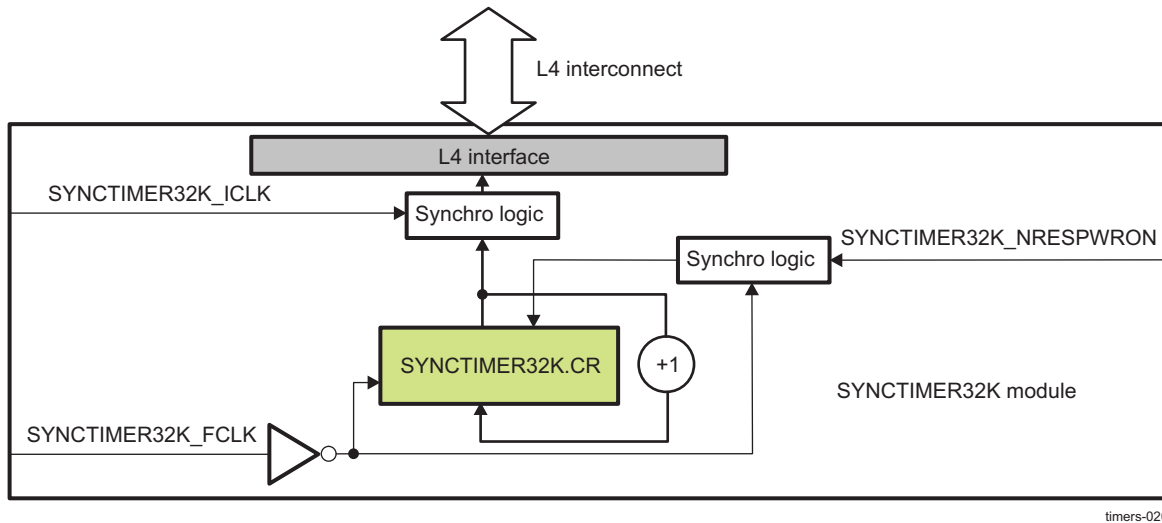 L4 interconnect
L4 interface
SYNCTIMER32K_ICLK
Synchro logic
SYNCTIMER32K_NRESPWRON
Synchro logic
SYNCTIMER32K.CR
+1
SYNCTIMER32K module
SYNCTIMER32K_FCLK